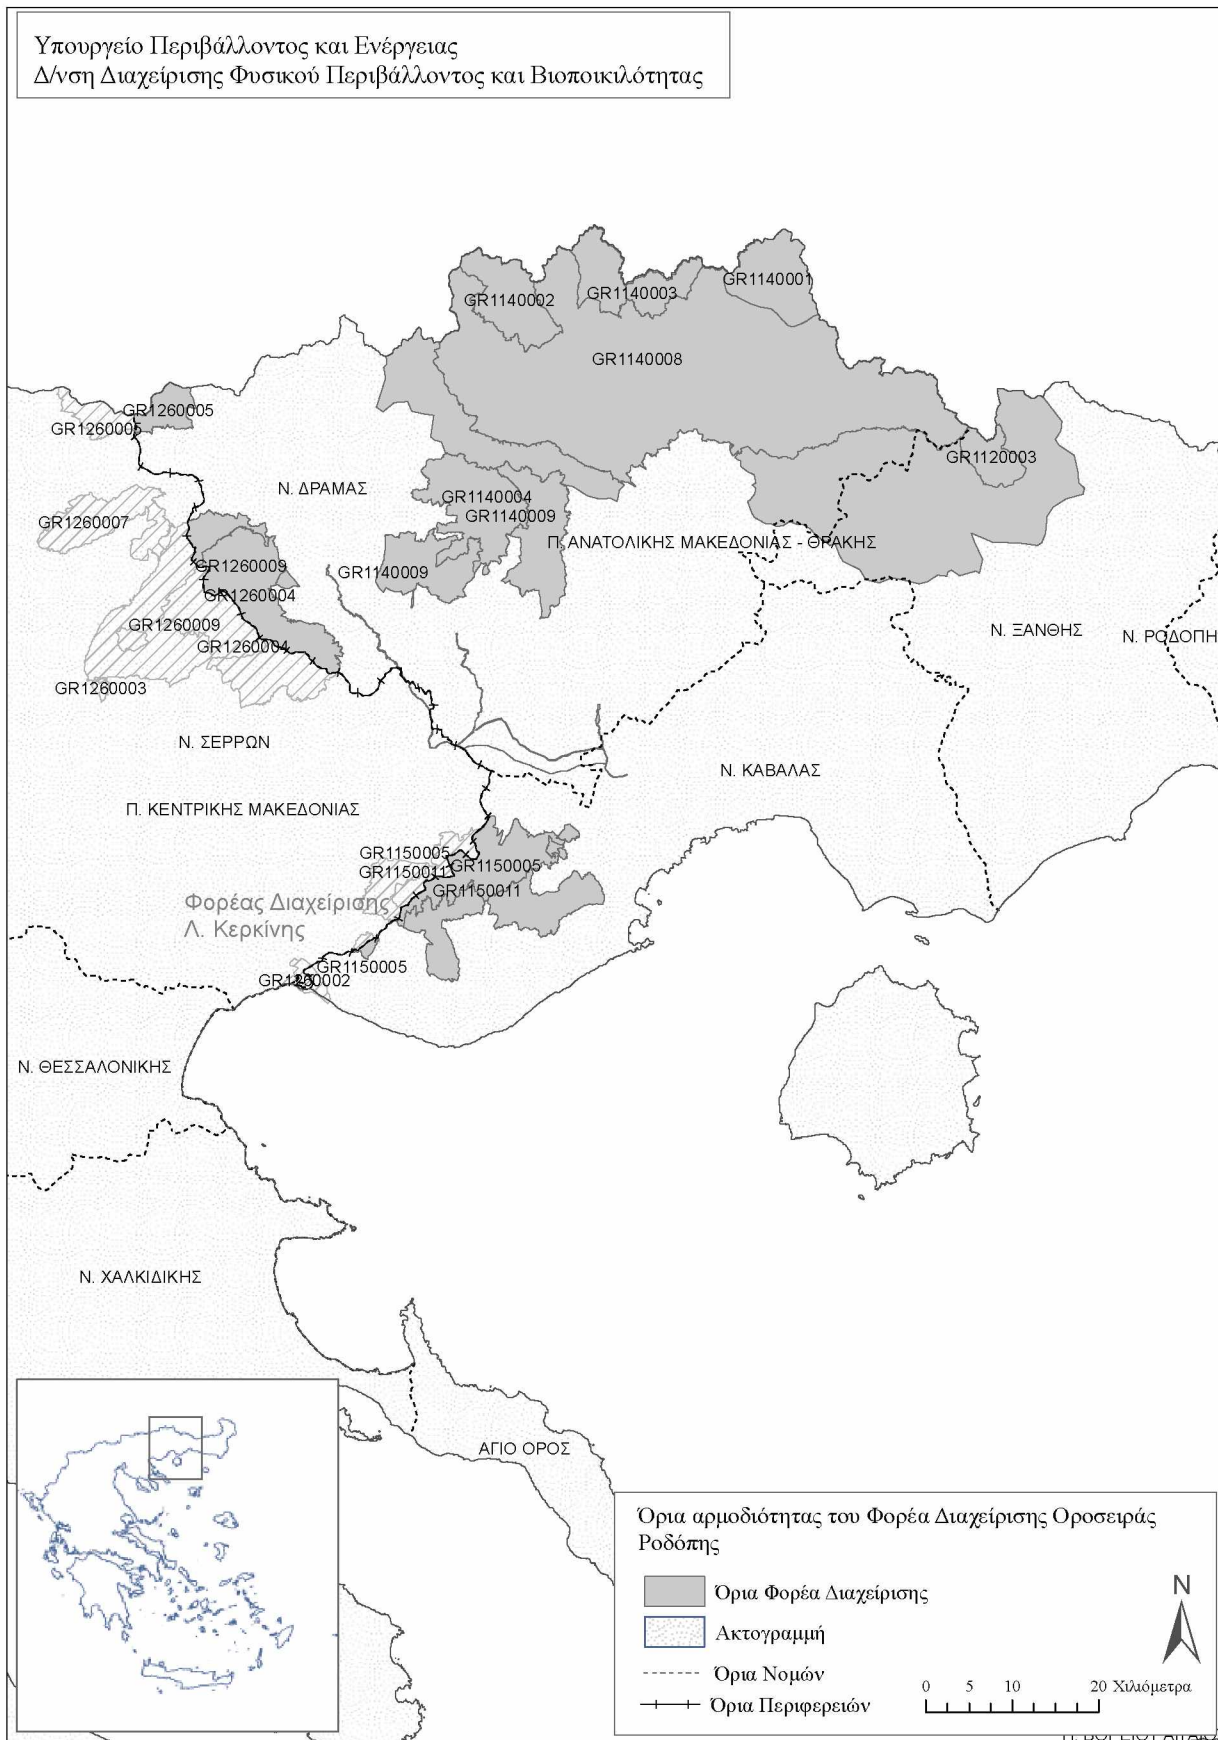 Υπουργείο Περιβάλλοντος και Ενέργειας
Δ/νση Διαχείρισης Φυσικού Περιβάλλοντος και Βιοποικιλότητας
GR1140001
GR1140002
GR1140003
GR1140008
GR1260005
GR1260005
GR1120003
Ν. ΔΡΑΜΑΣ
GR1140004
GR1140009
GR1260007
Π. ΑΝΑΤΟΛΙΚΗΣ ΜΑΚΕΔΟΝΙΑΣ - ΘΡΑΚΗΣ
GR1260009
GR1140009
GR1260004
GR1260009
Ν. ΞΑΝΘΗΣ
Ν. ΡΟΔΟΠΗ
GR1260004
GR1260003
Ν. ΣΕΡΡΩΝ
Ν. ΚΑΒΑΛΑΣ
Π. ΚΕΝΤΡΙΚΗΣ ΜΑΚΕΔΟΝΙΑΣ
GR1150005
GR1150005
GR1150011
GR1150011
Φορέας Διαχείρισης
Λ. Κερκίνης
GR1150005
GR1260002
Ν. ΘΕΣΣΑΛΟΝΙΚΗΣ
Ν. ΧΑΛΚΙΔΙΚΗΣ
ΑΓΙΟ ΟΡΟΣ
Όρια αρμοδιότητας του Φορέα Διαχείρισης Οροσειράς
Ροδόπης
Όρια Φορέα Διαχείρισης
Ακτογραμμή
Όρια Νομών
Όρια Περιφερειών
N
0 5 10 20 Χιλιόμετρα